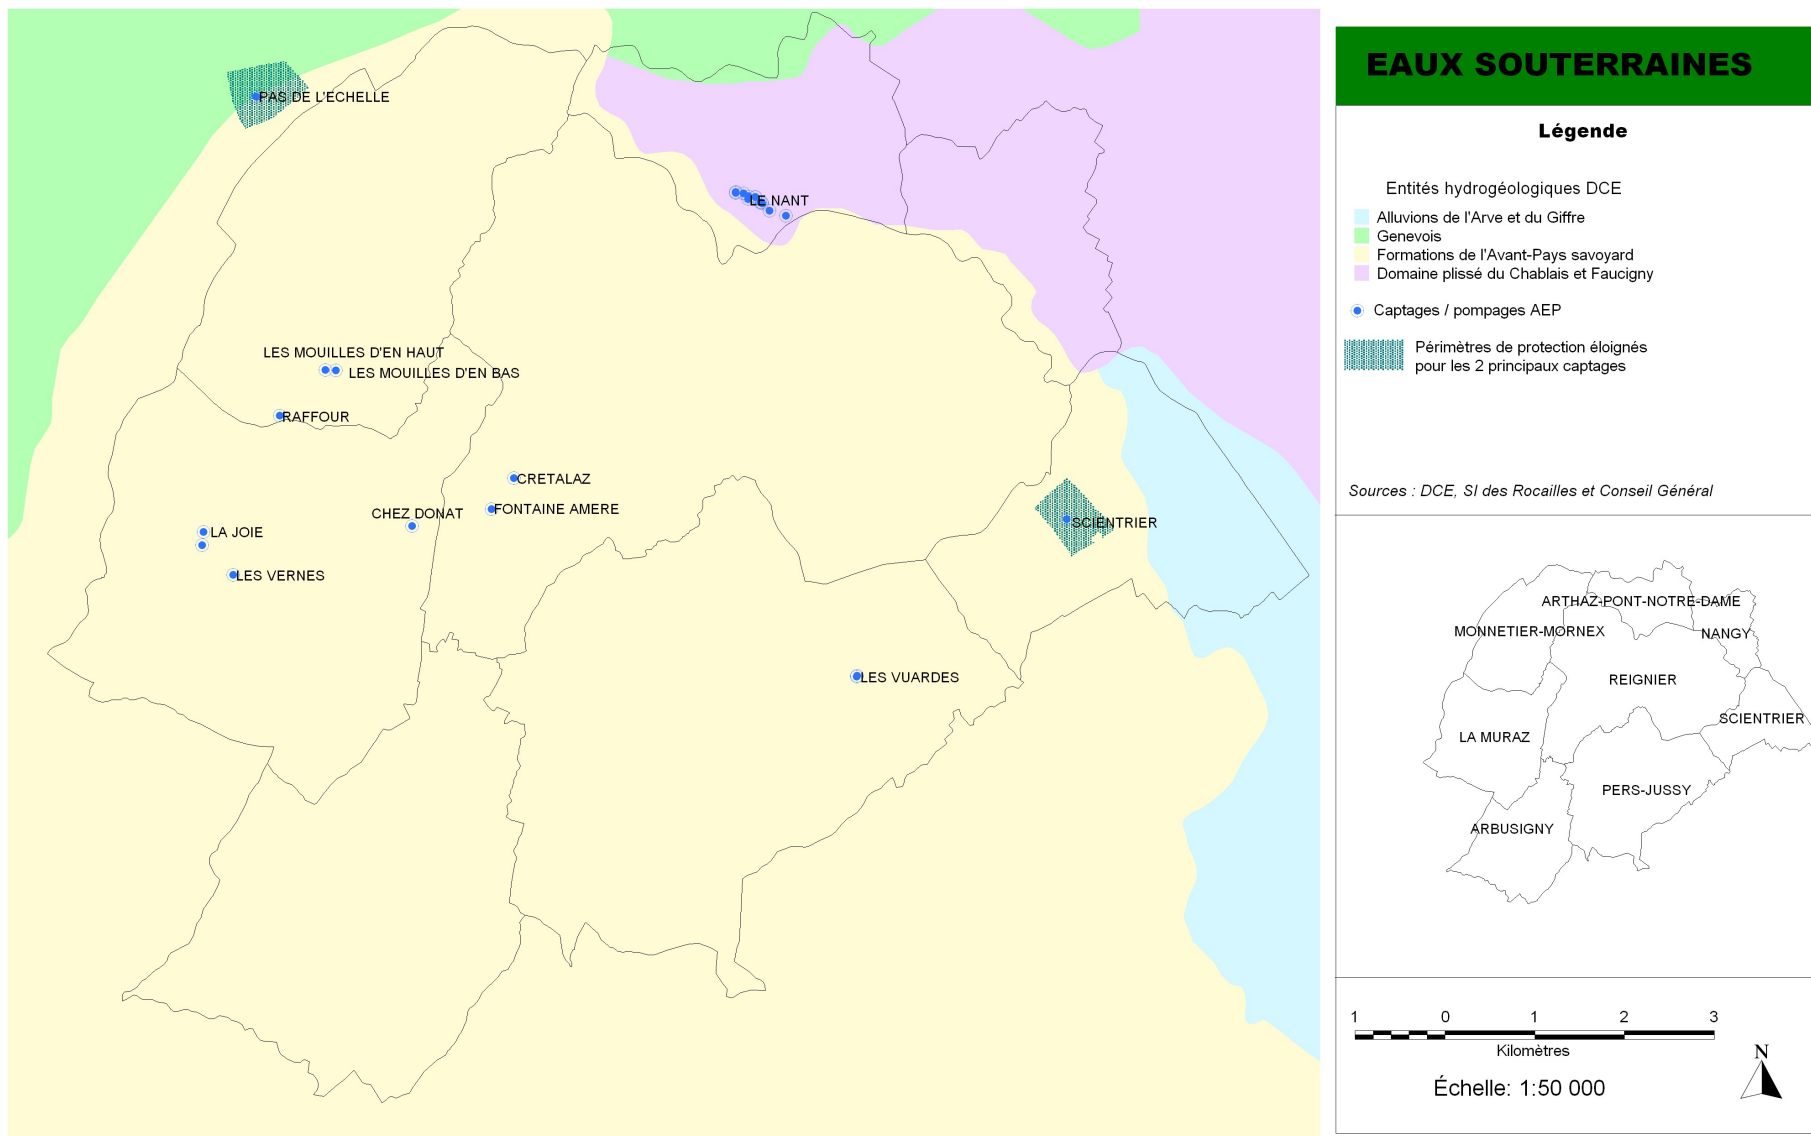 PAS DE L'ECHELLE
LE NANT
LES MOUILLES D'EN HAUT
LES MOUILLES D'EN BAS
RAFFOUR
CRETALAZ
FONTAINE AMERE
CHEZ DONAT
LA JOIE
LES VERNES
SCIENTRIER
LES VUARDES
EAUX SOUTERRAINES
Légende
Entités hydrogéologiques DCE
Alluvions de l'Arve et du Giffre
Genevois
Formations de l'Avant-Pays savoyard
Domaine plissé du Chablais et Faucigny
Captages / pompages AEP
Périmètres de protection éloignés
pour les 2 principaux captages
Sources : DCE, SI des Rocailles et Conseil Général
ARTHAZ-PONT-NOTRE-DAME
MONNETIER-MORNEX
NANGY
REIGNIER
SCIENTRIER
LA MURAZ
PERS-JUSSY
ARBUSIGNY
1 0 1 2 3
Kilomètres
N
Échelle: 1:50 000